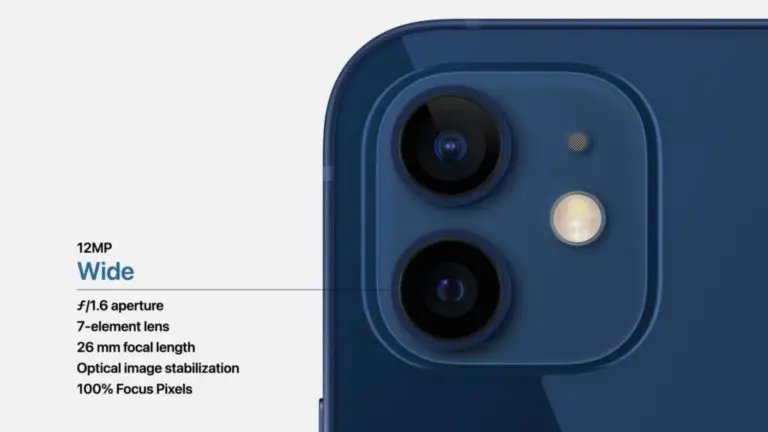 12MP
Wide
ƒ/1.6 aperture
7-element lens
26 mm focal length
Optical image stabilization
100% Focus Pixels